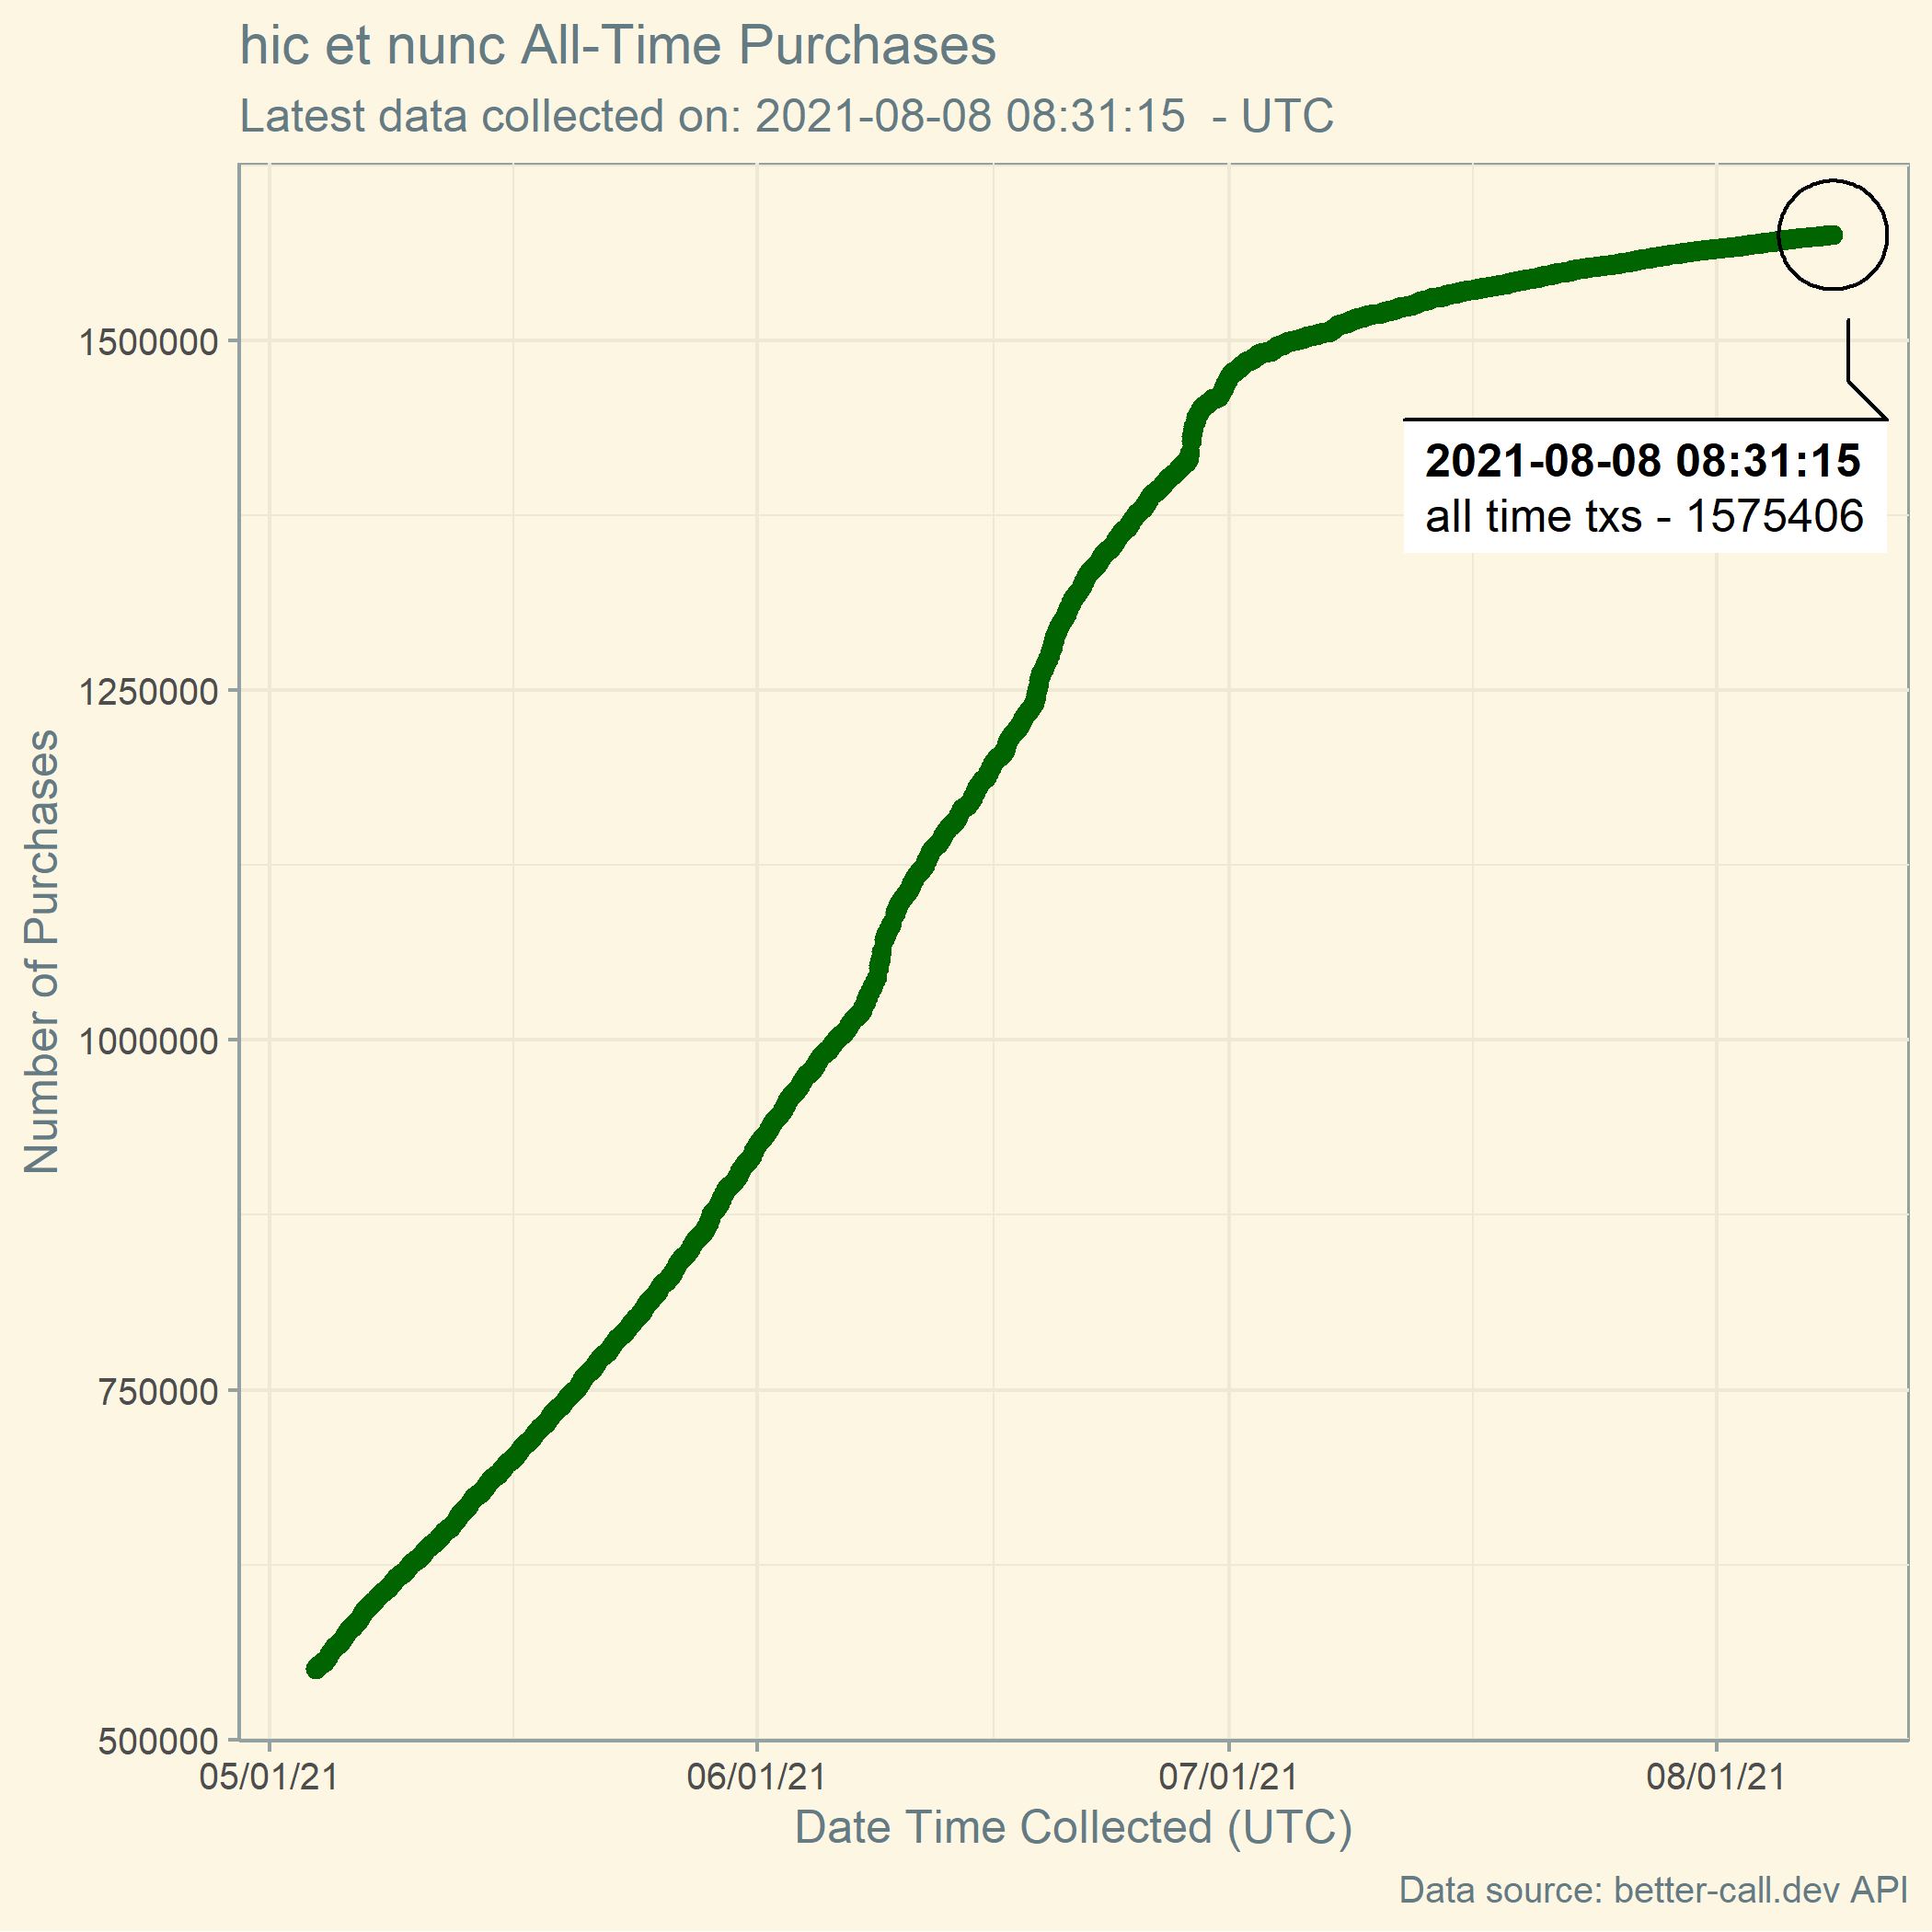 hic et nunc All-Time Purchases
Latest data collected on: 2021-08-08 08:31:15  - UTC
Number of Purchases
1500000
1250000
1000000
750000
500000
2021-08-08 08:31:15
all time txs - 1575406
05/01/21
06/01/21
07/01/21
08/01/21
Date Time Collected (UTC)
Data source: better-call.dev API